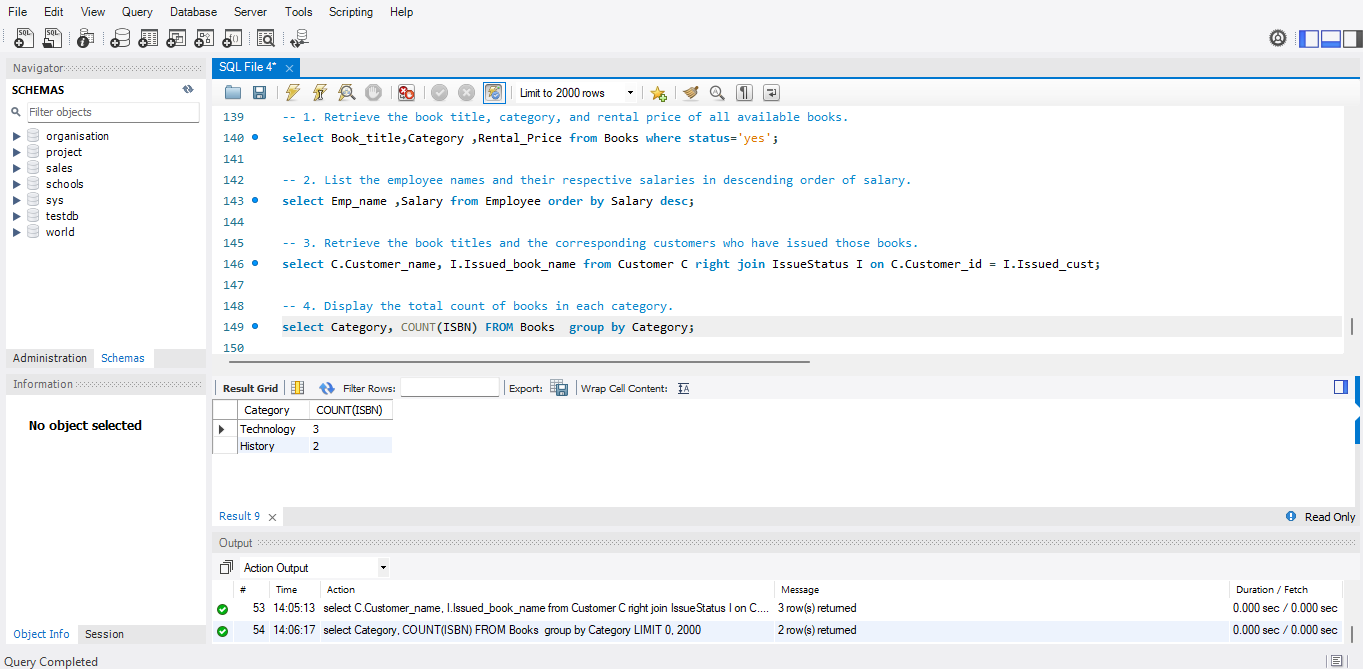 File Edit View Query Database Server Tools Scripting Help
Navigator
SCHEMAS
Filter objects
organisation
project
sales
schools
sys
testdb
world
Administration Schemas
Information
No object selected
Object Info Session
SQL File 4*
Limit to 2000 rows
139 -- 1. Retrieve the book title, category, and rental price of all available books.
140 select Book_title,Category ,Rental_Price from Books where status='yes';
141
142 -- 2. List the employee names and their respective salaries in descending order of salary.
143 select Emp_name ,Salary from Employee order by Salary desc;
144
145 -- 3. Retrieve the book titles and the corresponding customers who have issued those books.
146 select C.Customer_name, I.Issued_book_name from Customer C right join IssueStatus I on C.Customer_id = I.Issued_cust;
147
148 -- 4. Display the total count of books in each category.
149 select Category, COUNT(ISBN) FROM Books  group by Category;
150
Result Grid Filter Rows: Export: Wrap Cell Content:
Category COUNT(ISBN)
Technology 3
History 2
Result 9 Read Only
Output
Action Output
# Time Action Message Duration / Fetch
53 14:05:13 select C.Customer_name, I.Issued_book_name from Customer C right join IssueStatus I on C.... 3 row(s) returned 0.000 sec / 0.000 sec
54 14:06:17 select Category, COUNT(ISBN) FROM Books  group by Category LIMIT 0, 2000 2 row(s) returned 0.000 sec / 0.000 sec
Query Completed